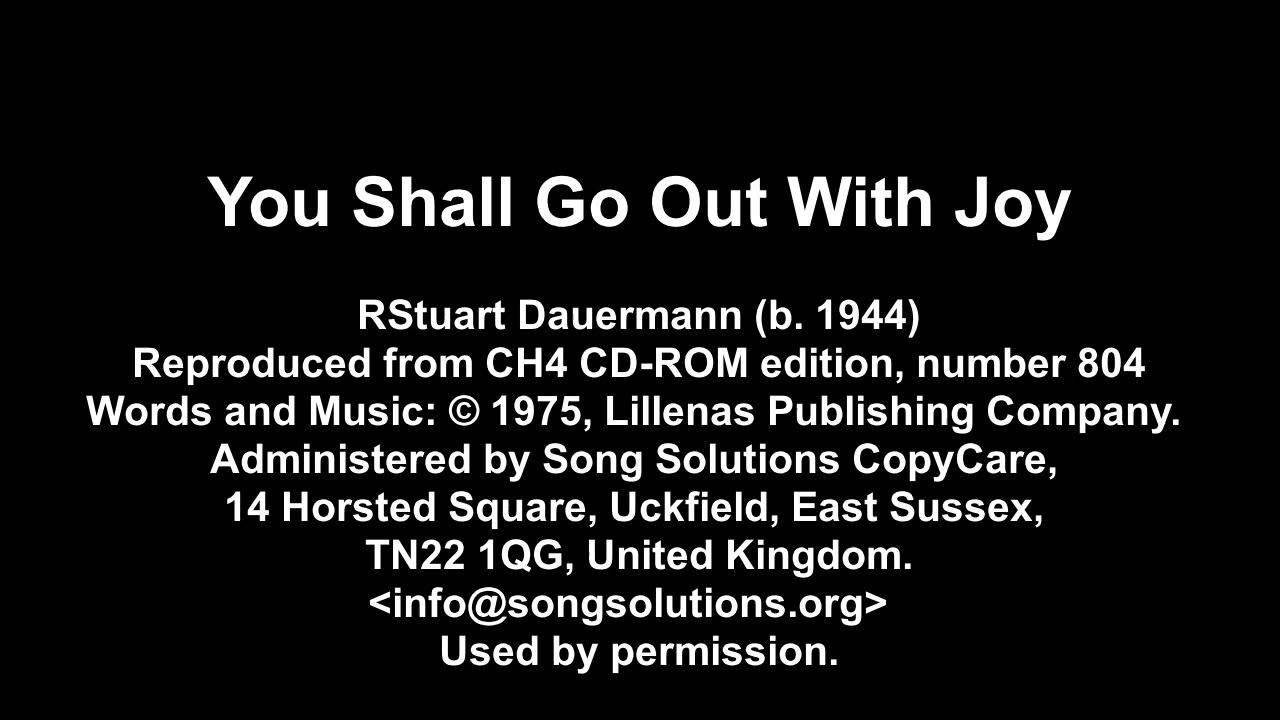 You Shall Go Out With Joy
RStuart Dauermann (b. 1944)
Reproduced from CH4 CD-ROM edition, number 804
Words and Music: © 1975, Lillenas Publishing Company.
Administered by Song Solutions CopyCare,
14 Horsted Square, Uckfield, East Sussex,
TN22 1QG, United Kingdom.
<info@songsolutions.org>
Used by permission.